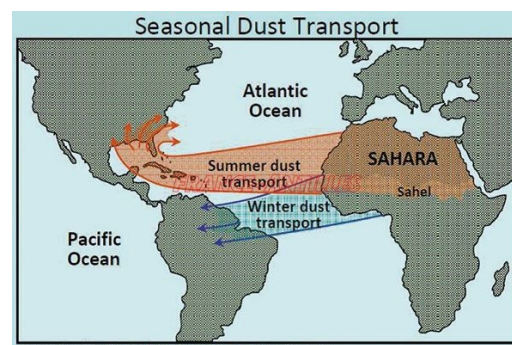 Seasonal Dust Transport
Atlantic
Ocean
SAHARA
Summer dust
transport
Sahel
Winter dust
transport
Pacific
Ocean